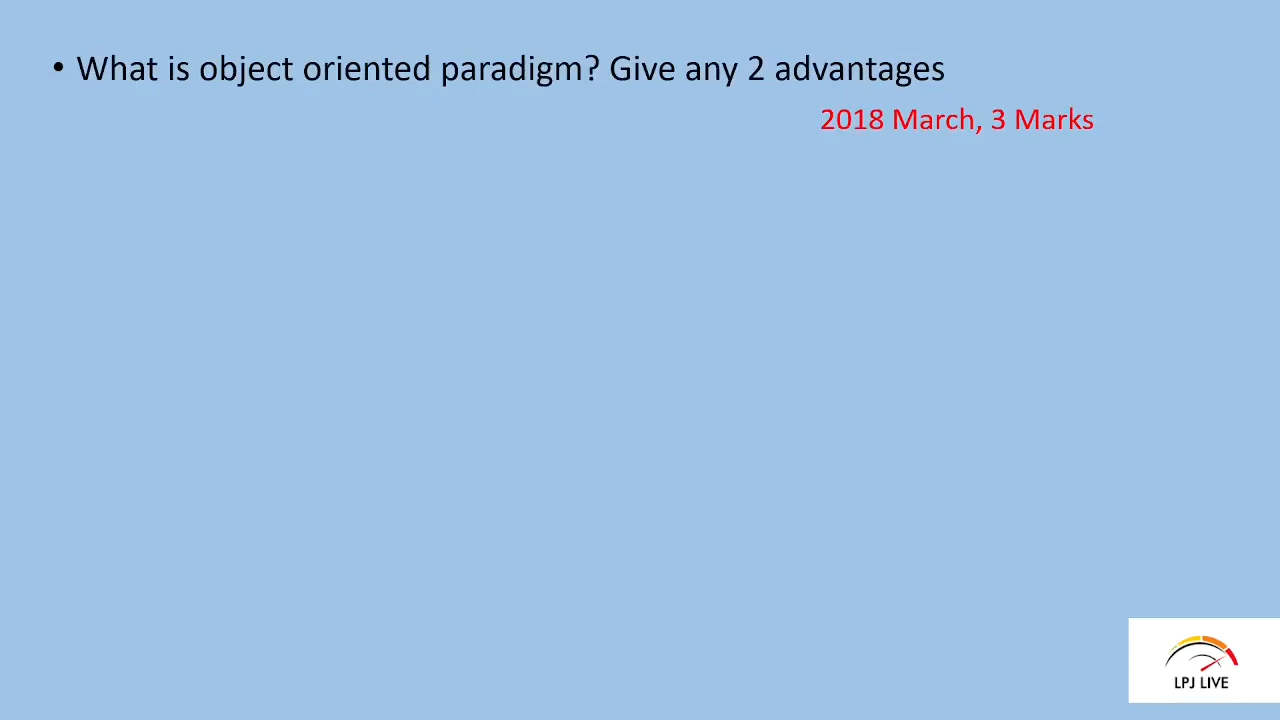 • What is object oriented paradigm? Give any 2 advantages
2018 March, 3 Marks
LPJ LIVE